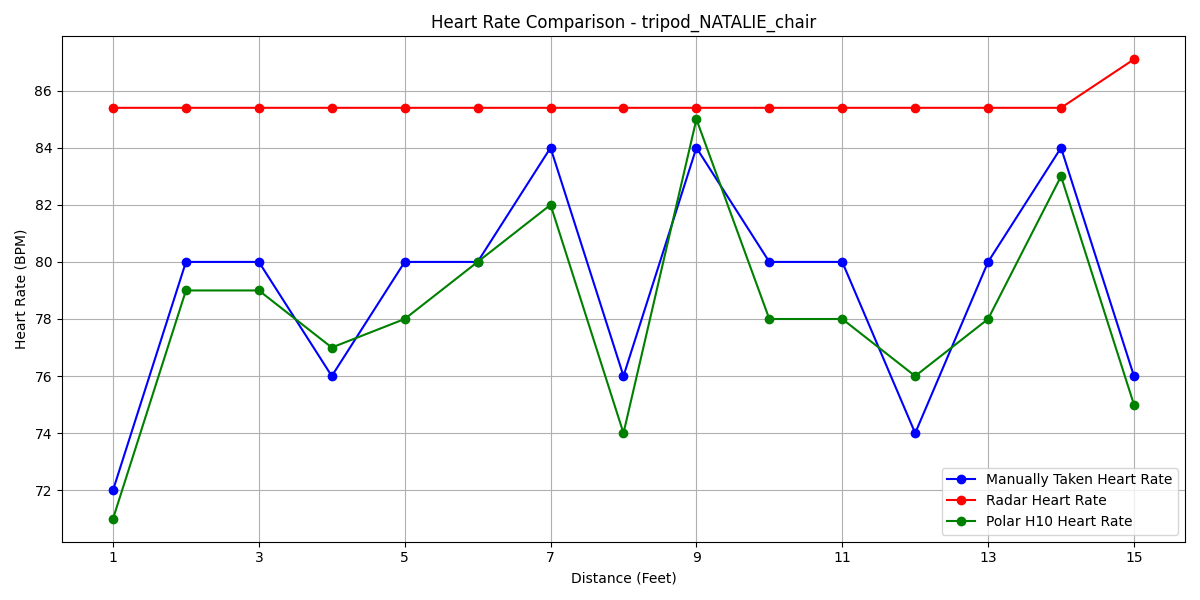 Heart Rate Comparison - tripod_NATALIE_chair
Heart Rate (BPM)
86
84
82
80
78
76
74
72
1 3 5 7 9 11 13 15
Distance (Feet)
Manually Taken Heart Rate
Radar Heart Rate
Polar H10 Heart Rate